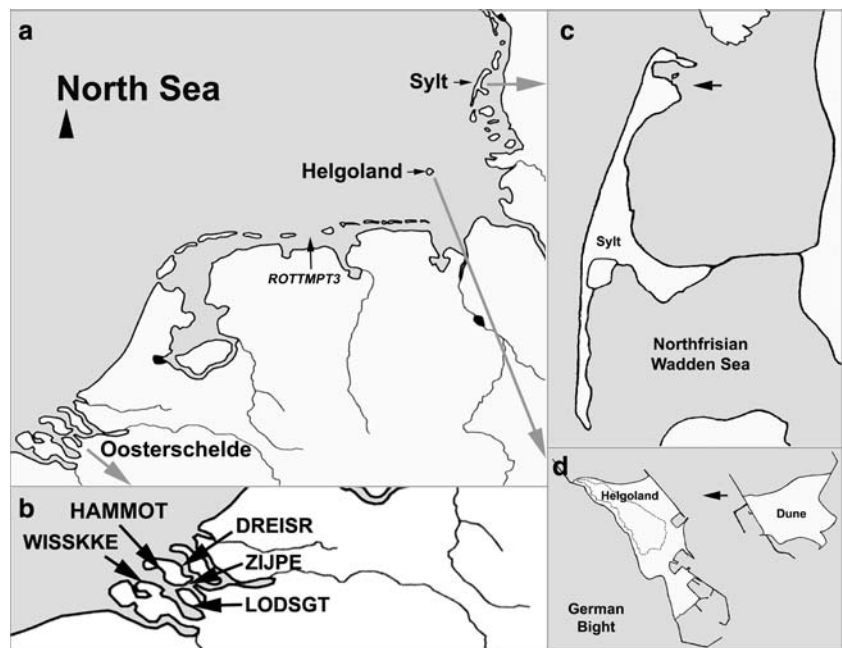 a
North Sea
Sylt
Helgoland
ROTTMPT3
Oosterschelde
b
HAMMOT
DREISR
WISSKKE
ZIJPE
LODSGT
c
Sylt
Northfrisian
Wadden Sea
d
Helgoland
Dune
German
Bight